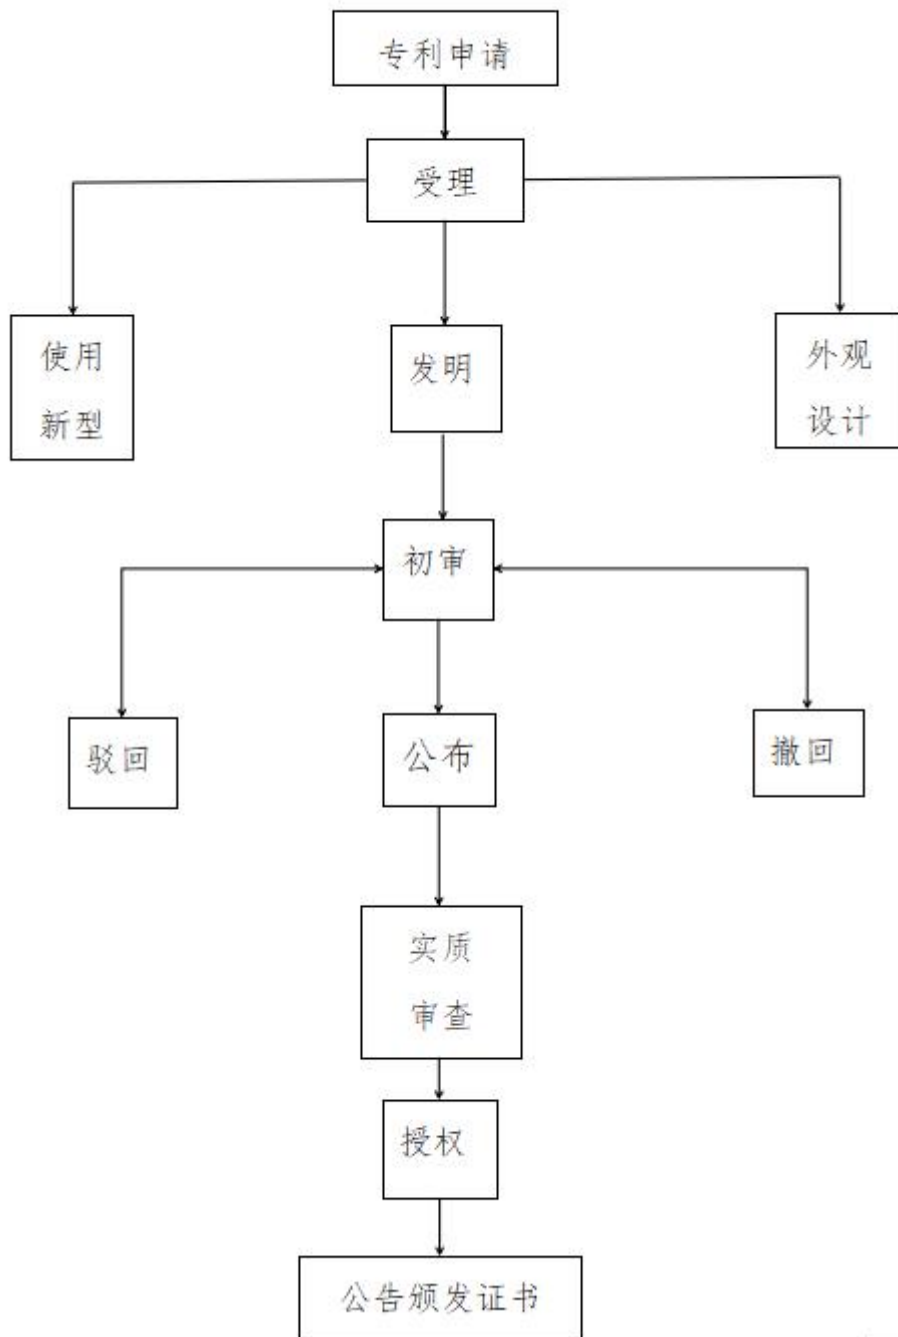 专利申请
受理
使用
新型
发明
外观
设计
初审
驳回
公布
撤回
实质
审查
授权
公告颁发证书